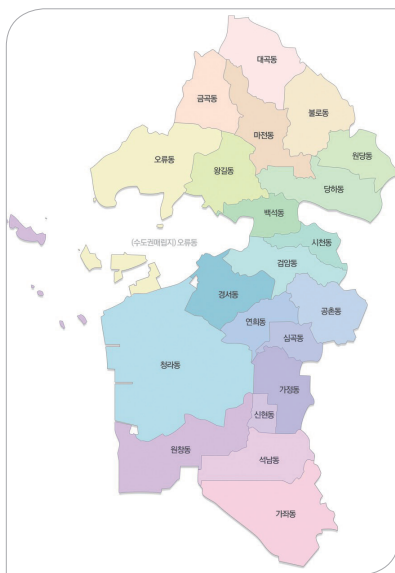 대곡동
금곡동
불로동
마전동
오류동
원당동
왕길동
당하동
백석동
(수도권매립지) 오류동
시천동
검암동
경서동
공촌동
연희동
심곡동
청라동
가정동
신현동
원창동
석남동
가좌동